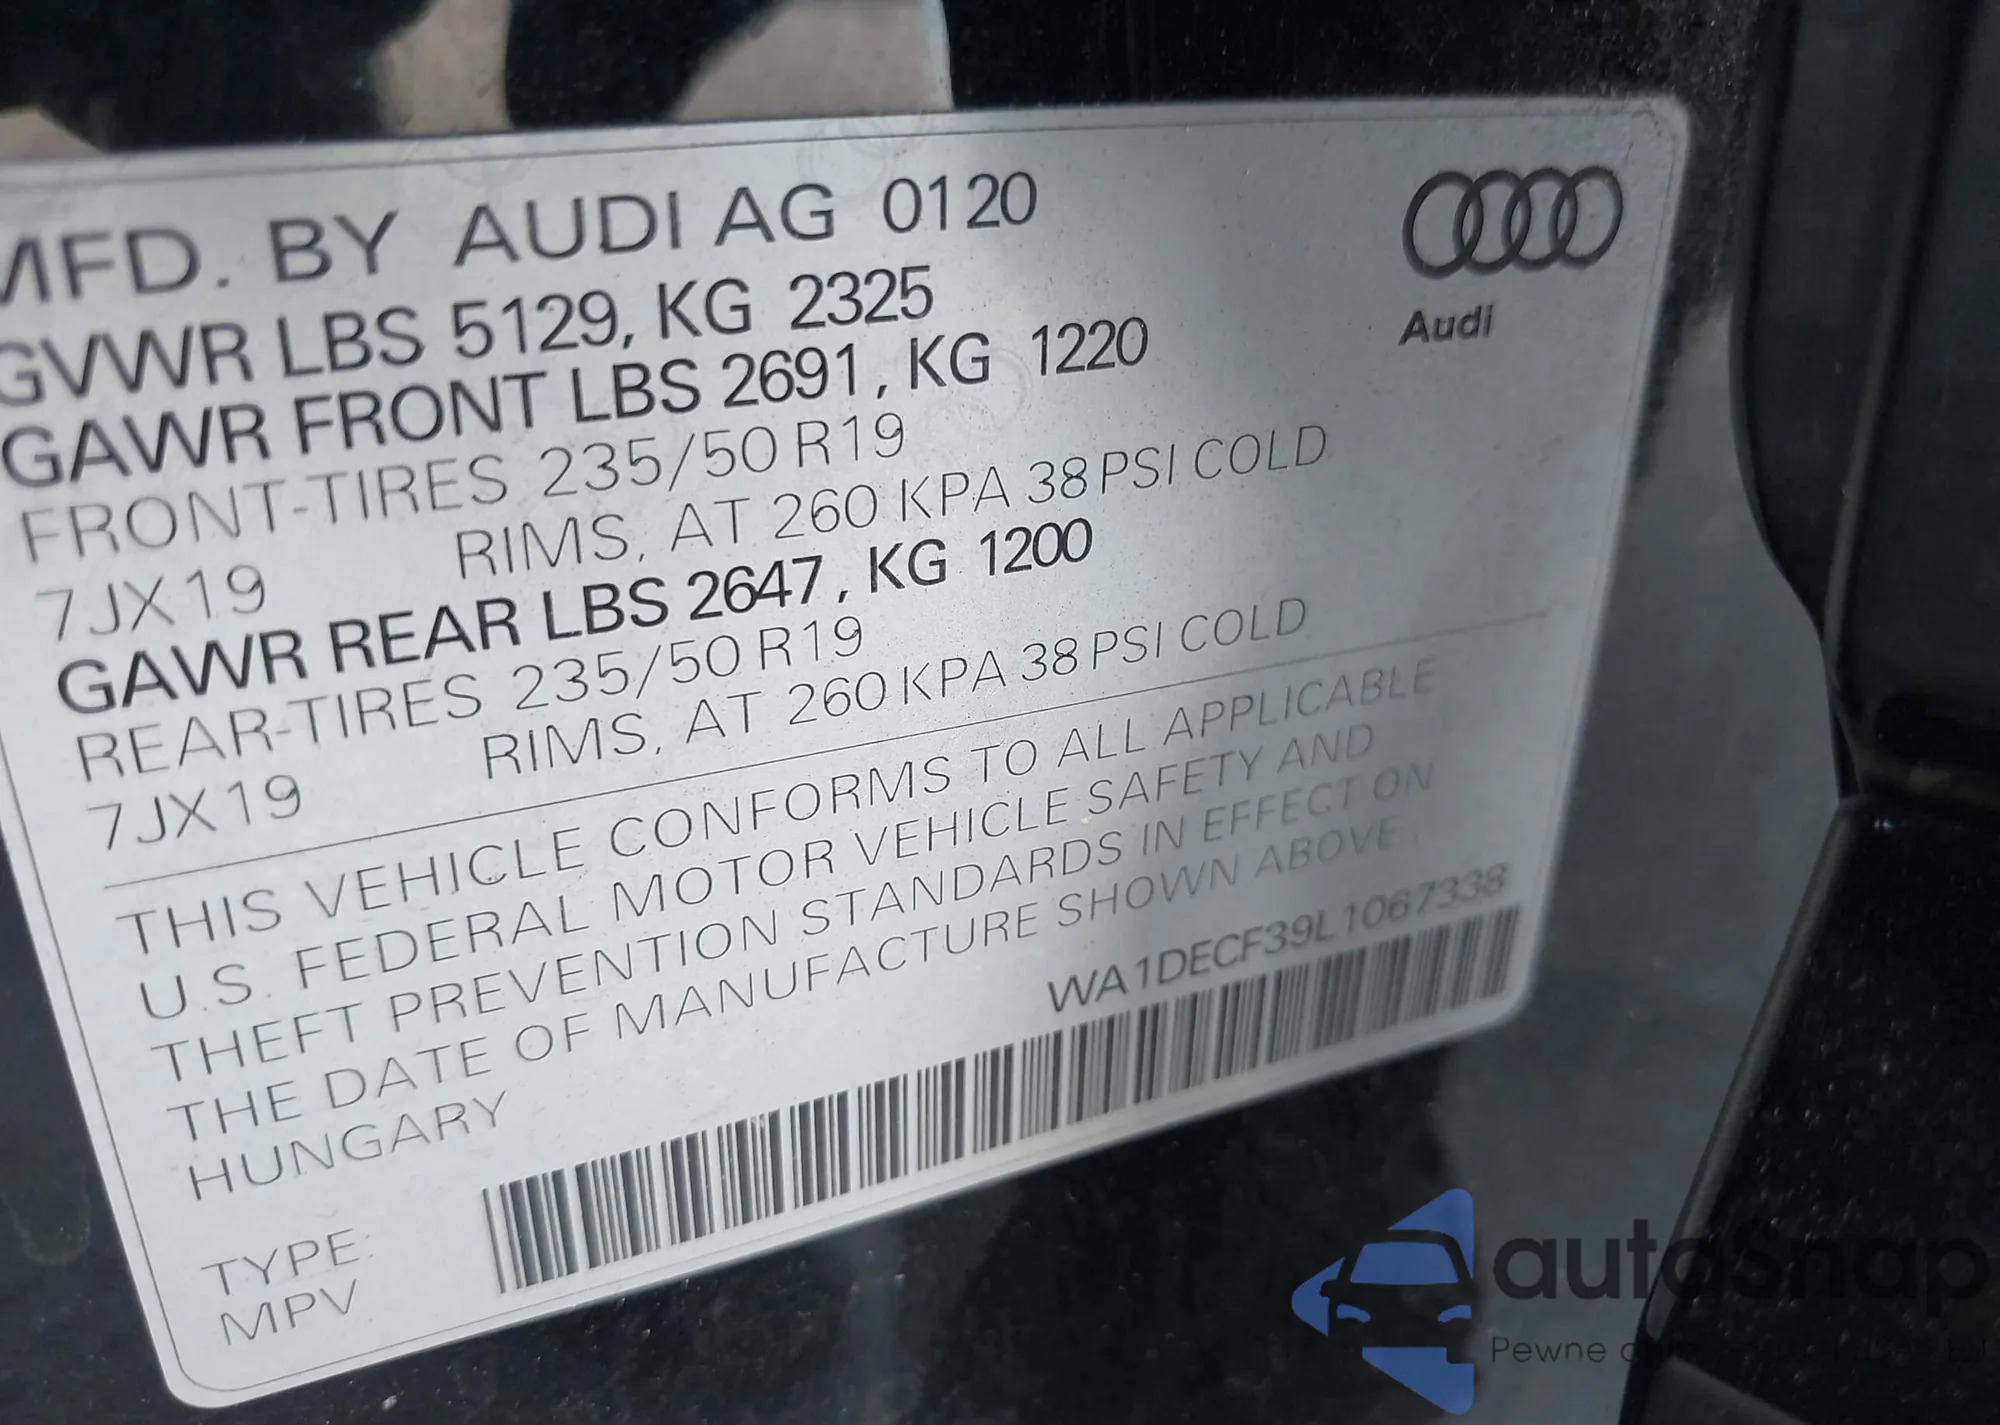 MFD. BY AUDI AG 0120
GVWR LBS 5129, KG 2325
GAWR FRONT LBS 2691, KG 1220
FRONT-TIRES 235/50 R19
7JX19 RIMS, AT 260 KPA 38 PSI COLD
GAWR REAR LBS 2647, KG 1200
REAR-TIRES 235/50 R19
7JX19 RIMS, AT 260 KPA 38 PSI COLD
THIS VEHICLE CONFORMS TO ALL APPLICABLE
U.S. FEDERAL MOTOR VEHICLE SAFETY AND
THEFT PREVENTION STANDARDS IN EFFECT ON
THE DATE OF MANUFACTURE SHOWN ABOVE.
HUNGARY
WA1DECF39L1067338
TYPE:
MPV
Audi
autoSnap
Pewne